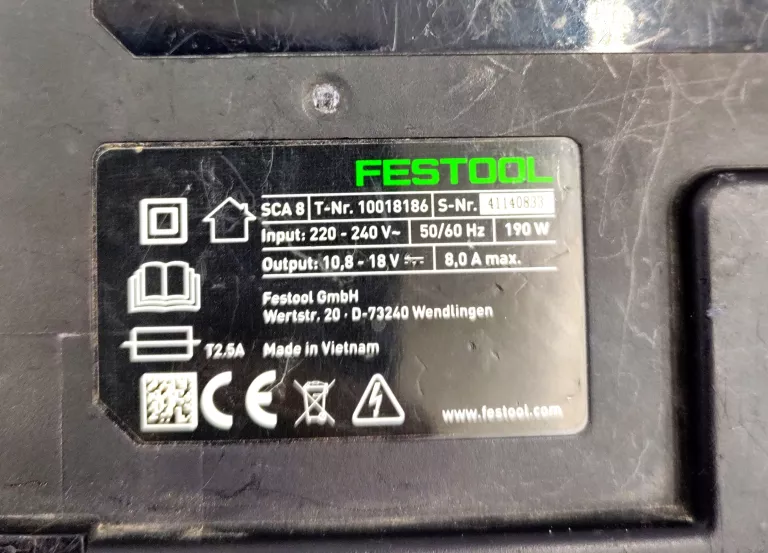 FESTOOL
SCA 8 T-Nr. 10018186 S-Nr. 41140833
Input: 220 - 240 V~ 50/60 Hz 190 W
Output: 10,8 - 18 V ⎓ 8,0 A max.
Festool GmbH
Wertstr. 20 · D-73240 Wendlingen
T2.5A Made in Vietnam
CE
www.festool.com